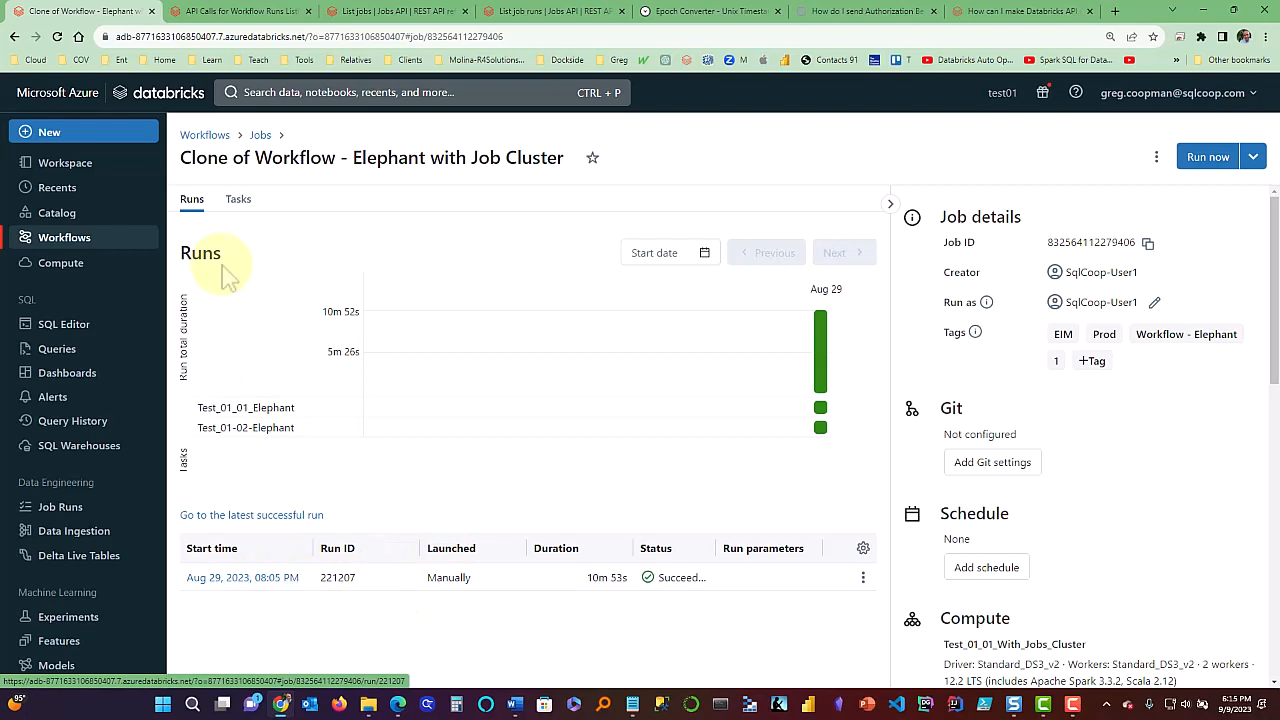 Clone of Workflow - Elephant w
API Calls for Workflow Runs Listi
List jobs | Jobs API | REST API ref
List job runs | Jobs API | REST AP
Epoch Converter - Unix Timesta
How do I send Authorization Be
How can I make Databricks API
adb-8771633106850407.7.azuredatabricks.net/?o=8771633106850407#job/832564112279406
Cloud
Ent
Home
Learn
Teach
Tools
Relatives
Clients
Molina-R4Solutions...
Dockside
Greg
M
Contacts 91
T
Databricks Auto Op...
Spark SQL for Data...
Other bookmarks
Microsoft Azure
databricks
Search data, notebooks, recents, and more...
CTRL + P
test01
greg.coopman@sqlcoop.com
New
Workspace
Recents
Catalog
Workflows
Compute
SQL
SQL Editor
Queries
Dashboards
Alerts
Query History
SQL Warehouses
Data Engineering
Job Runs
Data Ingestion
Delta Live Tables
Machine Learning
Experiments
Features
Models
Workflows > Jobs >
Clone of Workflow - Elephant with Job Cluster
Run now
Runs
Tasks
Runs
Start date
Previous
Next
Aug 29
Run total duration
10m 52s
5m 26s
Test_01_01_Elephant
Test_01-02-Elephant
Tasks
Go to the latest successful run
Start time
Run ID
Launched
Duration
Status
Run parameters
Aug 29, 2023, 08:05 PM
221207
Manually
10m 53s
Succeed...
Job details
Job ID
832564112279406
Creator
SqlCoop-User1
Run as
SqlCoop-User1
Tags
EIM
Prod
Workflow - Elephant
1
+Tag
Git
Not configured
Add Git settings
Schedule
None
Add schedule
Compute
Test_01_01_With_Jobs_Cluster
Driver: Standard_DS3_v2 · Workers: Standard_DS3_v2 · 2 workers ·
12.2 LTS (includes Apache Spark 3.3.2, Scala 2.12)
https://adb-8771633106850407.7.azuredatabricks.net/?o=8771633106850407#job/832564112279406/run/221207
95°
6:15 PM
9/9/2023